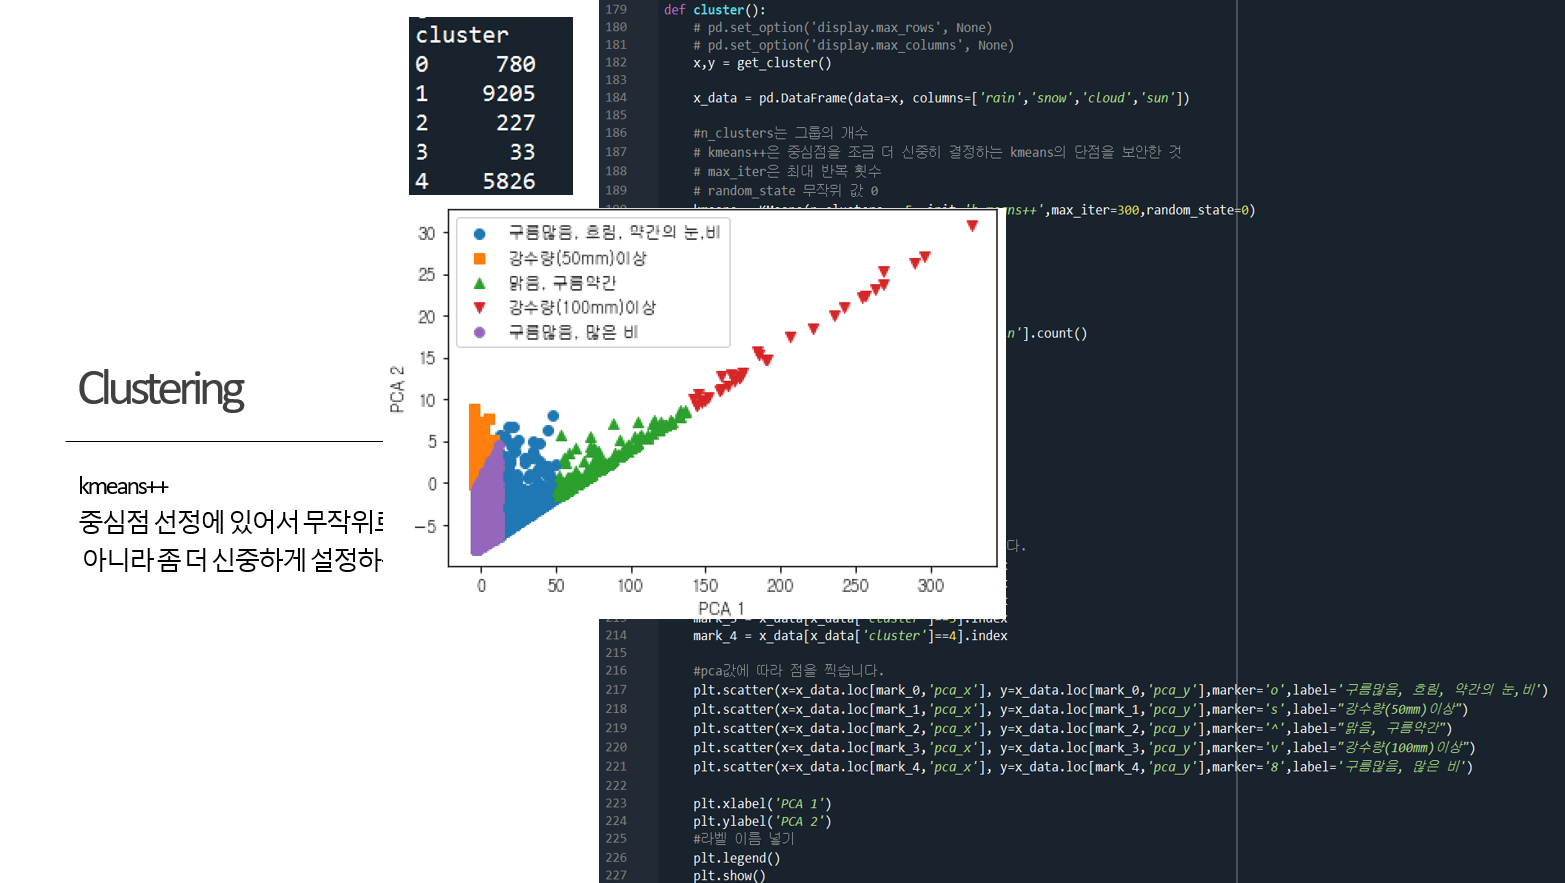 Clustering
kmeans++
중심점 선정에 있어서 무작위로
아니라 좀 더 신중하게 설정하
cluster
0 780
1 9205
2 227
3 33
4 5826
179 def cluster():
180 # pd.set_option('display.max_rows', None)
181 # pd.set_option('display.max_columns', None)
182 x,y = get_cluster()
183
184 x_data = pd.DataFrame(data=x, columns=['rain','snow','cloud','sun'])
185
186 #n_clusters는 그룹의 개수
187 # kmeans++은 중심점을 조금 더 신중히 결정하는 kmeans의 단점을 보안한 것
188 # max_iter은 최대 반복 횟수
189 # random_state 무작위 값 0
means++',max_iter=300,random_state=0)
n'].count()
다.
구름많음, 흐림, 약간의 눈,비
강수량(50mm)이상
맑음, 구름약간
강수량(100mm)이상
구름많음, 많은 비
PCA 2
30
25
20
15
10
5
0
−5
0 50 100 150 200 250 300
PCA 1
213 mark_3 = x_data[x_data['cluster']==3].index
214 mark_4 = x_data[x_data['cluster']==4].index
215
216 #pca값에 따라 점을 찍습니다.
217 plt.scatter(x=x_data.loc[mark_0,'pca_x'], y=x_data.loc[mark_0,'pca_y'],marker='o',label='구름많음, 흐림, 약간의 눈,비')
218 plt.scatter(x=x_data.loc[mark_1,'pca_x'], y=x_data.loc[mark_1,'pca_y'],marker='s',label="강수량(50mm)이상")
219 plt.scatter(x=x_data.loc[mark_2,'pca_x'], y=x_data.loc[mark_2,'pca_y'],marker='^',label="맑음, 구름약간")
220 plt.scatter(x=x_data.loc[mark_3,'pca_x'], y=x_data.loc[mark_3,'pca_y'],marker='v',label="강수량(100mm)이상")
221 plt.scatter(x=x_data.loc[mark_4,'pca_x'], y=x_data.loc[mark_4,'pca_y'],marker='8',label='구름많음, 많은 비')
222
223 plt.xlabel('PCA 1')
224 plt.ylabel('PCA 2')
225 #라벨 이름 넣기
226 plt.legend()
227 plt.show()